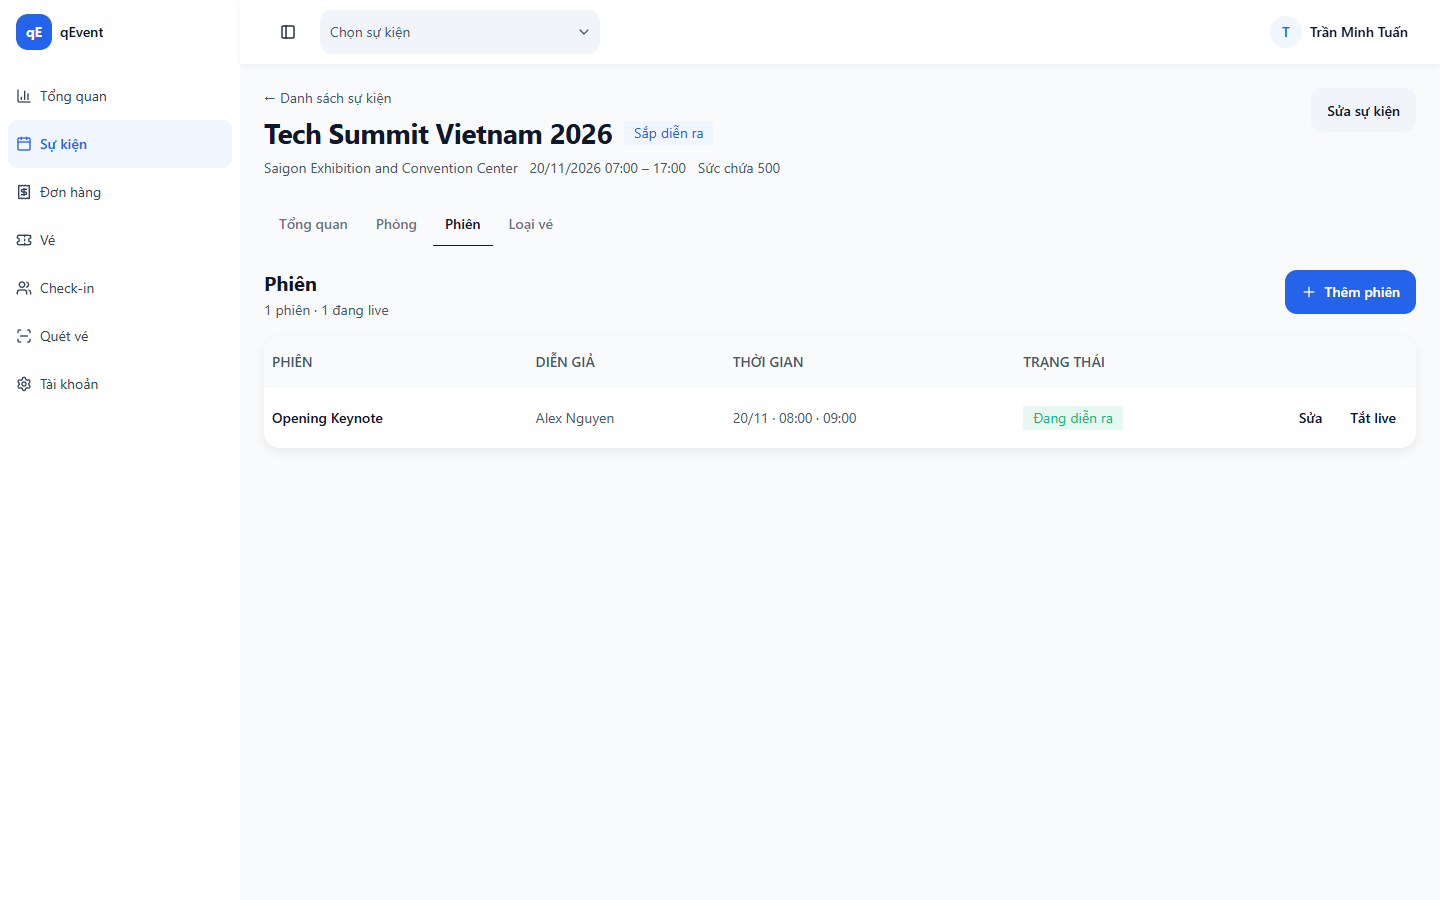 qE qEvent
Chọn sự kiện
T Trần Minh Tuấn
Tổng quan
Sự kiện
Đơn hàng
Vé
Check-in
Quét vé
Tài khoản
← Danh sách sự kiện
Sửa sự kiện
Tech Summit Vietnam 2026 Sắp diễn ra
Saigon Exhibition and Convention Center 20/11/2026 07:00 – 17:00 Sức chứa 500
Tổng quan Phòng Phiên Loại vé
Phiên
1 phiên · 1 đang live
+ Thêm phiên
PHIÊN DIỄN GIẢ THỜI GIAN TRẠNG THÁI
Opening Keynote Alex Nguyen 20/11 · 08:00 · 09:00 Đang diễn ra Sửa Tắt live